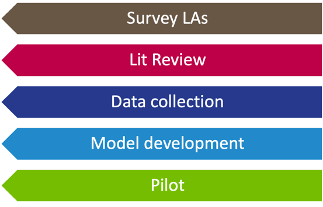 Survey LAs
Lit Review
Data collection
Model development
Pilot